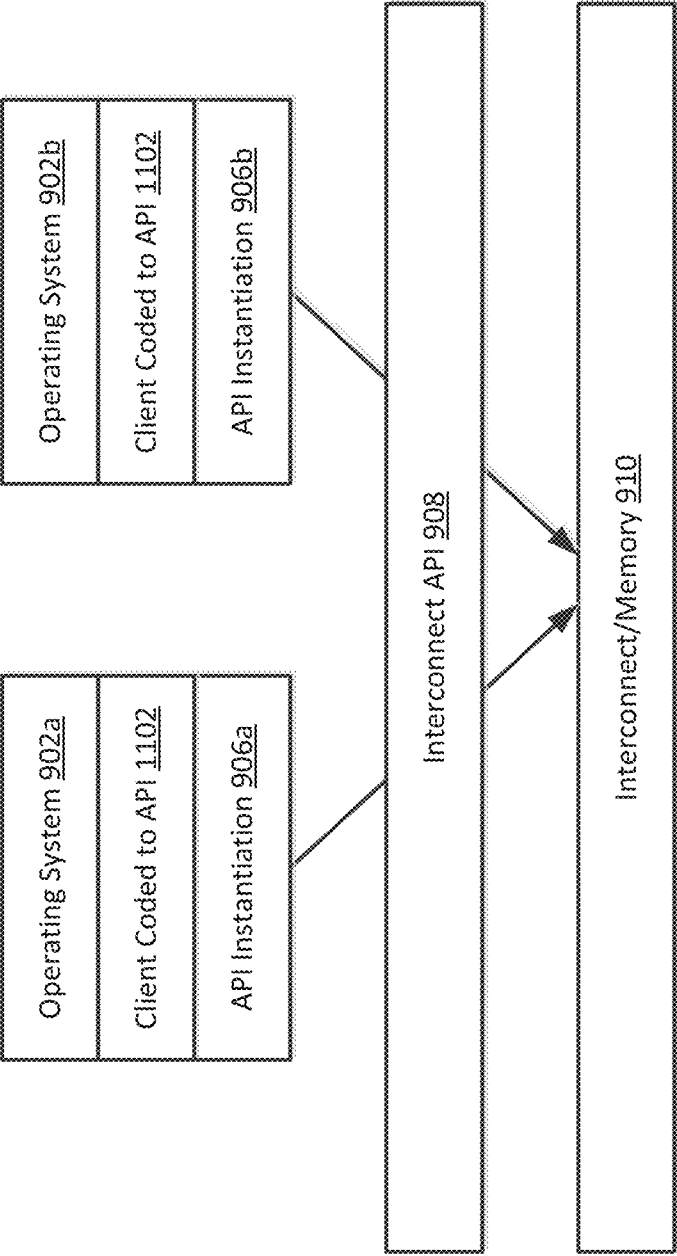 Operating System 902a
Client Coded to API 1102
API Instantiation 906a
Operating System 902b
Client Coded to API 1102
API Instantiation 906b
Interconnect API 908
Interconnect/Memory 910